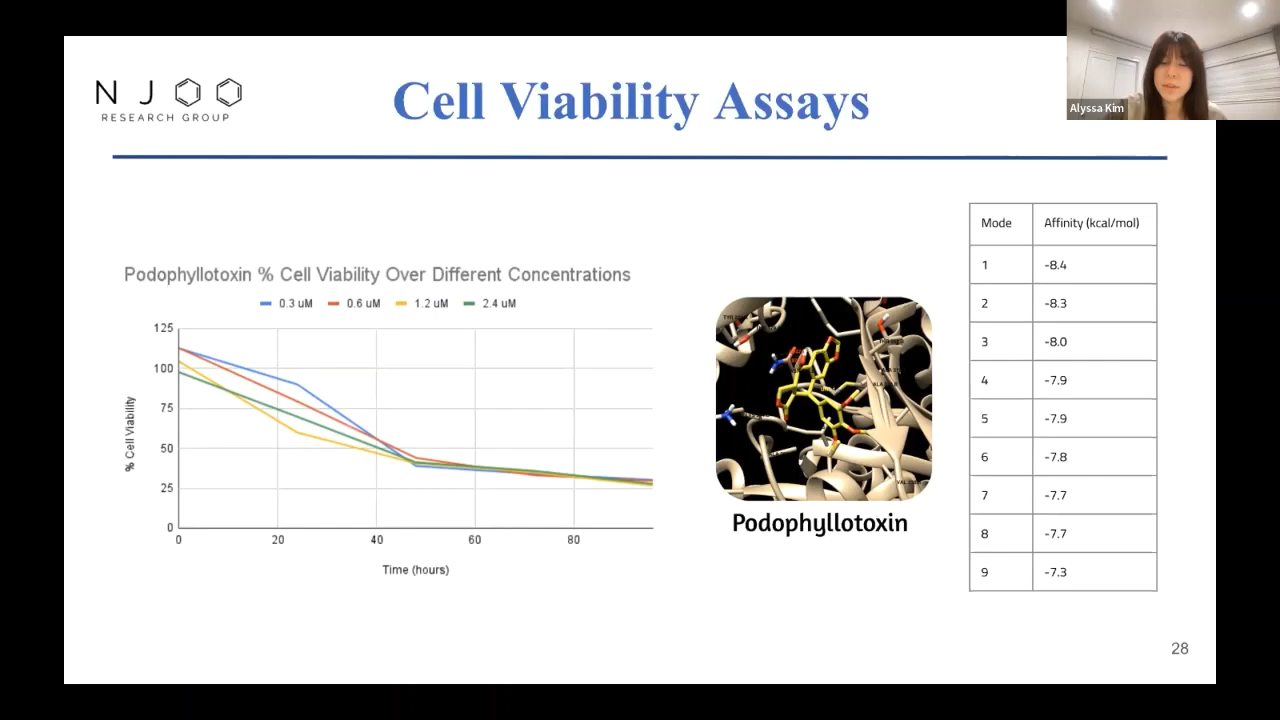 N J
RESEARCH GROUP
Cell Viability Assays
Alyssa Kim
Podophyllotoxin % Cell Viability Over Different Concentrations
0.3 uM 0.6 uM 1.2 uM 2.4 uM
% Cell Viability
125
100
75
50
25
0
0 20 40 60 80
Time (hours)
Podophyllotoxin
Mode Affinity (kcal/mol)
1 -8.4
2 -8.3
3 -8.0
4 -7.9
5 -7.9
6 -7.8
7 -7.7
8 -7.7
9 -7.3
28